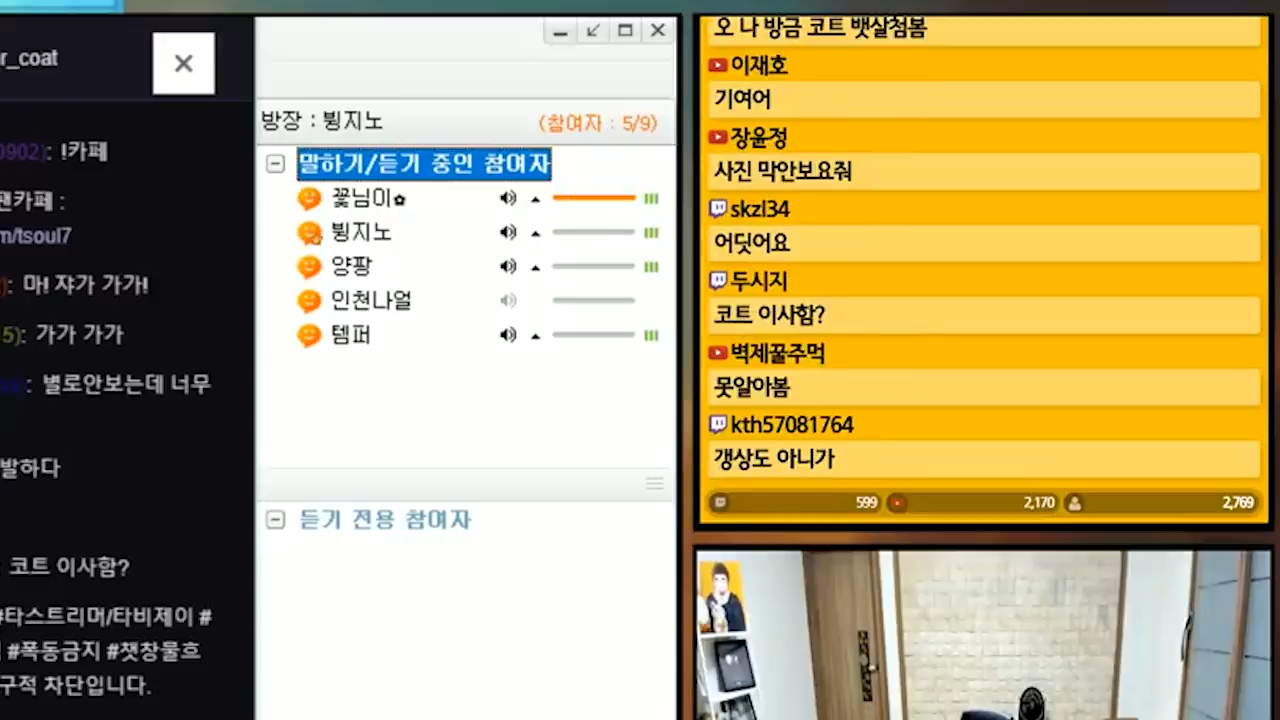 r_coat
0902): !카페
팬카페 :
m/tsoul7
): 마! 쟈가 가가!
5): 가가 가가
: 별로안보는데 너무
발하다
코트 이사함?
#타스트리머/타비제이 #
#폭동금지 #챗창물흐
구적 차단입니다.
방장 : 뷩지노
(참여자 : 5/9)
말하기/듣기 중인 참여자
꽃님이✿
뷩지노
양팡
인천나얼
템퍼
듣기 전용 참여자
오 나 방금 코트 뱃살첨봄
이재호
기여어
장윤정
사진 막안보요줘
skzl34
어딧어요
두시지
코트 이사함?
벽제꿀주먹
못알아봄
kth57081764
갱상도 아니가
599
2,170
2,769